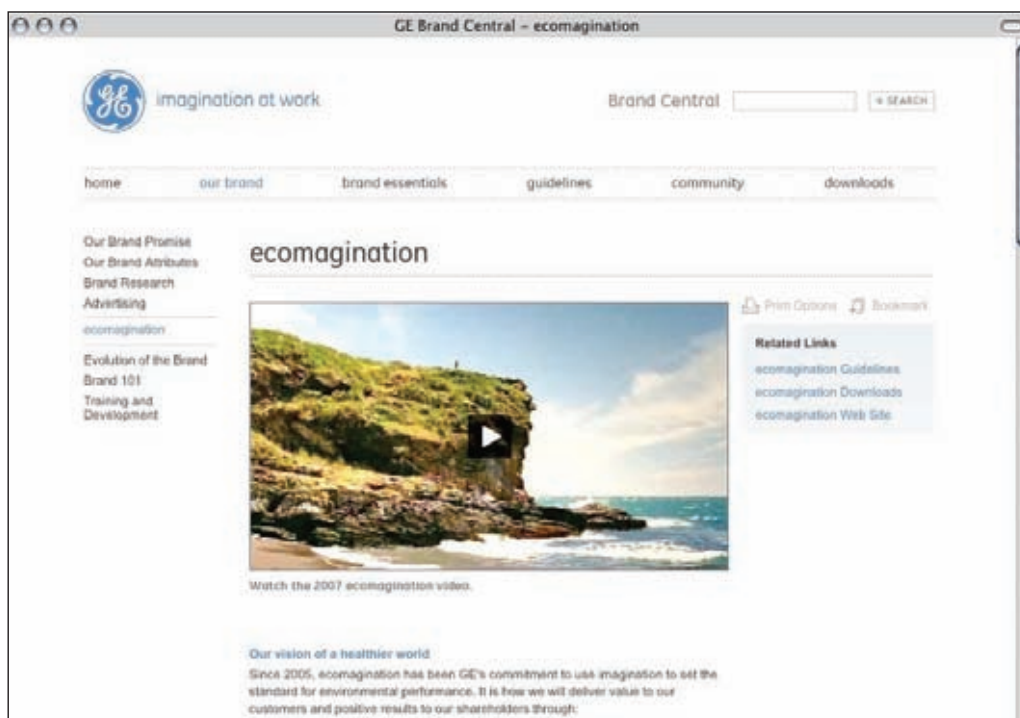 GE Brand Central – ecomagination
GE imagination at work
Brand Central
SEARCH
home our brand brand essentials guidelines community downloads
Our Brand Promise
Our Brand Attributes
Brand Research
Advertising
ecomagination
Evolution of the Brand
Brand 101
Training and
Development
ecomagination
Print Options Bookmark
Related Links
ecomagination Guidelines
ecomagination Downloads
ecomagination Web Site
Watch the 2007 ecomagination video.
Our vision of a healthier world
Since 2005, ecomagination has been GE's commitment to use imagination to set the
standard for environmental performance. It is how we will deliver value to our
customers and positive results to our shareholders through: